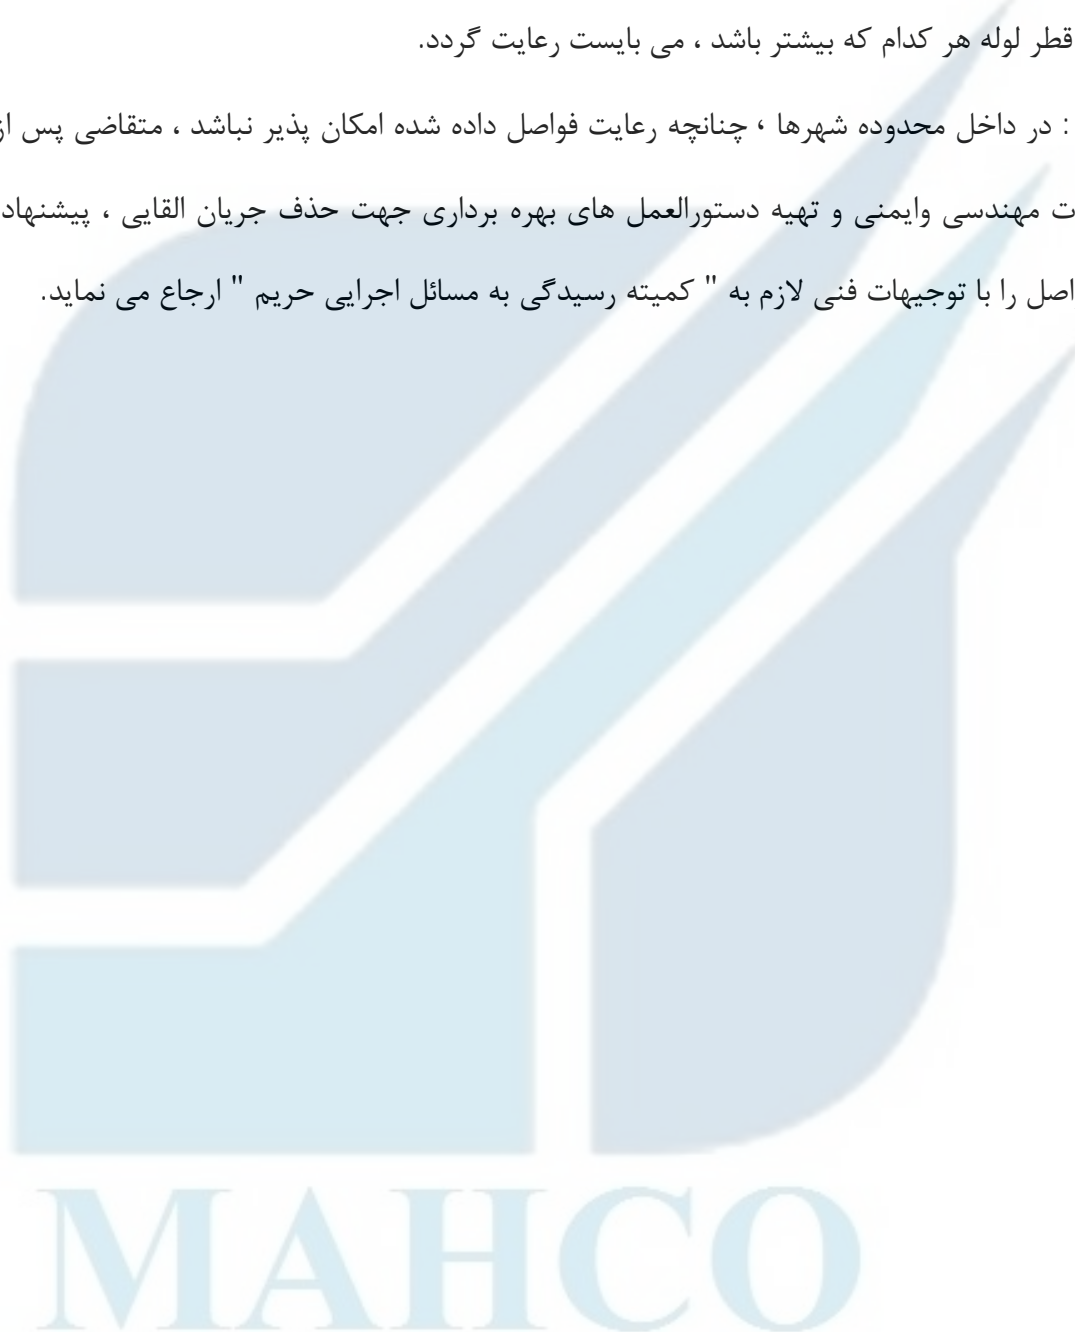 قطر لوله هر کدام که بیشتر باشد ، می بایست رعایت گردد.
: در داخل محدوده شهرها ، چنانچه رعایت فواصل داده شده امکان پذیر نباشد ، متقاضی پس از
ت مهندسی وایمنی و تهیه دستورالعمل های بهره برداری جهت حذف جریان القایی ، پیشنهاد
اصل را با توجیهات فنی لازم به " کمیته رسیدگی به مسائل اجرایی حریم " ارجاع می نماید.
MAHCO